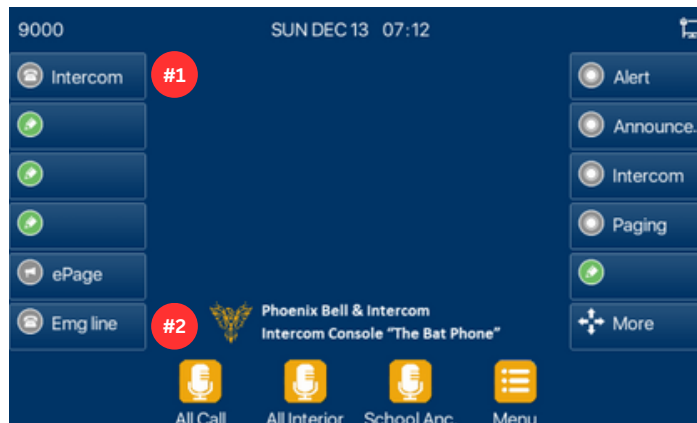 9000
SUN DEC 13 07:12
Intercom
#1
ePage
Emg line
#2
Alert
Announce.
Intercom
Paging
More
Phoenix Bell & Intercom
Intercom Console “The Bat Phone”
All Call
All Interior
School Anc
Menu